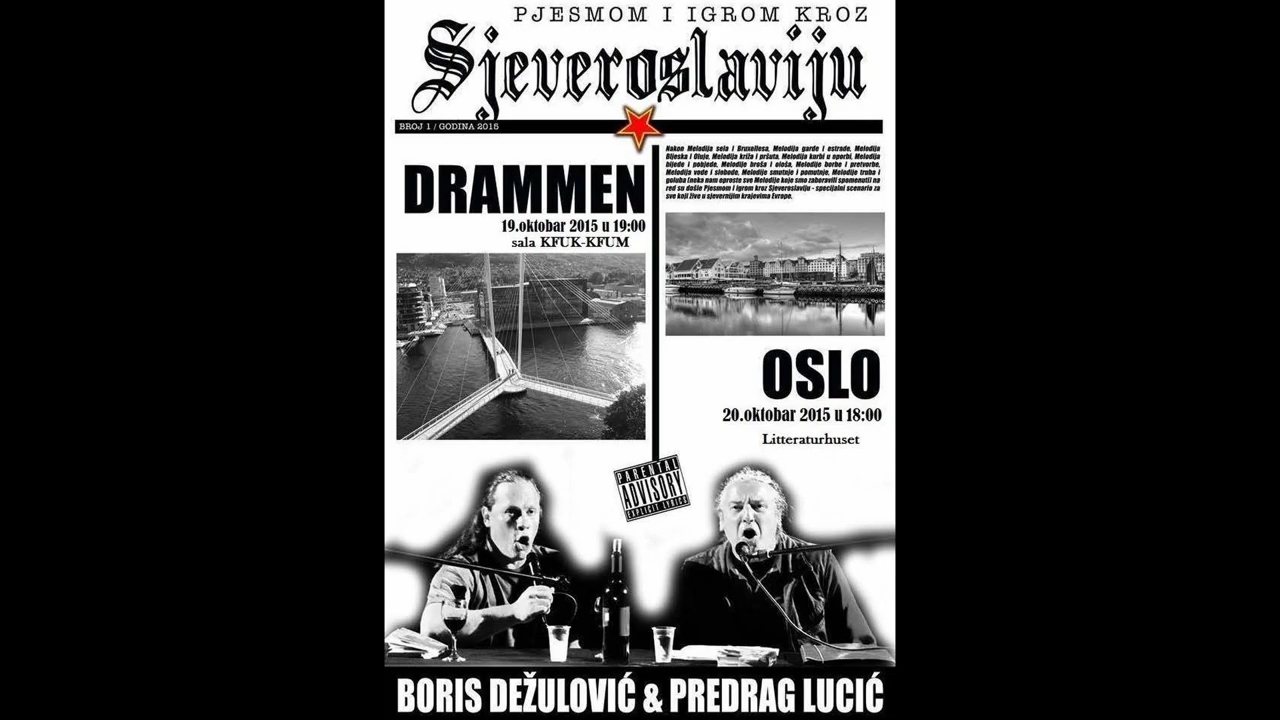 PJESMOM I IGROM KROZ
Sjeveroslaviju
BROJ 1 / GODINA 2015
DRAMMEN
19.oktobar 2015 u 19:00
sala KFUK-KFUM
Nakon Melodija sela i Bruxellesa, Melodija garde i estrade, Melodija
Bljeska i Oluje, Melodija križa i pršuta, Melodija kurbi u oporbi, Melodija
bijede i pobjede, Melodije broša i ološa, Melodije borbe i pretvorbe,
Melodija vode i slobode, Melodije smutnje i pomutnje, Melodije truba i
goluba (neka nam oproste sve Melodije koje smo zaboravili spomenuti) na
red su došle Pjesmom i igrom kroz Sjeveroslaviju - specijalni scenario za
sve koji žive u sjevernijim krajevima Evrope.
OSLO
20.oktobar 2015 u 18:00
Litteraturhuset
PARENTAL
ADVISORY
EXPLICIT LYRICS
BORIS DEŽULOVIĆ & PREDRAG LUCIĆ